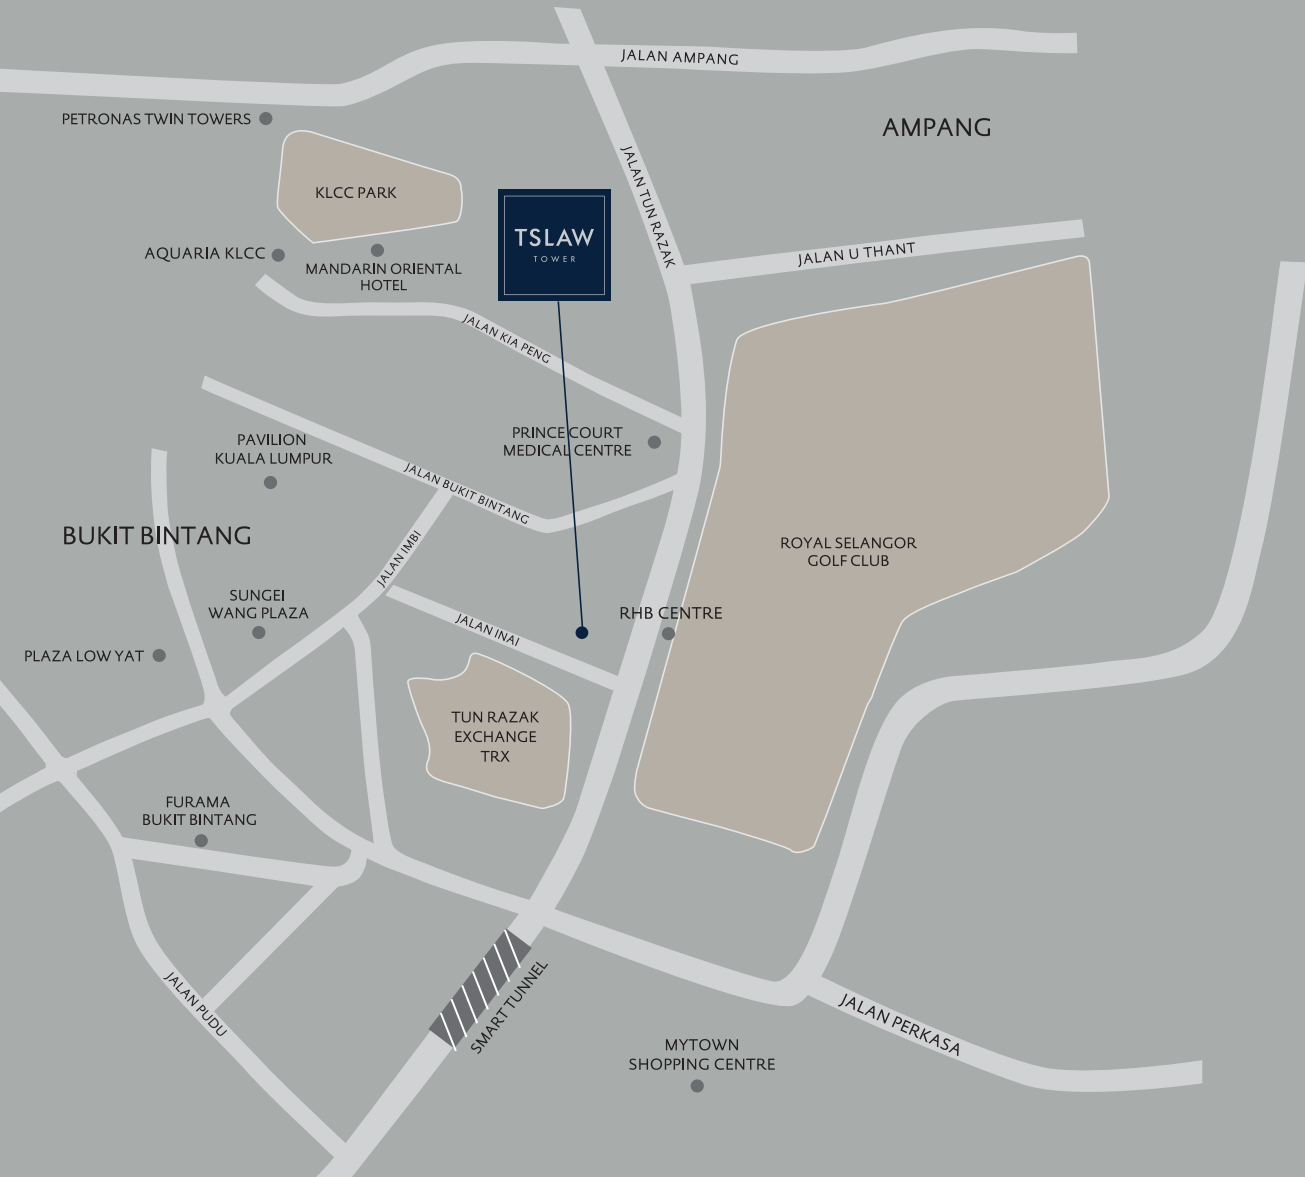 JALAN AMPANG
PETRONAS TWIN TOWERS
AMPANG
JALAN TUN RAZAK
KLCC PARK
TSLAW
TOWER
AQUARIA KLCC
JALAN U THANT
MANDARIN ORIENTAL
HOTEL
JALAN KIA PENG
PRINCE COURT
MEDICAL CENTRE
PAVILION
KUALA LUMPUR
JALAN BUKIT BINTANG
BUKIT BINTANG
JALAN IMBI
ROYAL SELANGOR
GOLF CLUB
SUNGEI
WANG PLAZA
RHB CENTRE
JALAN INAI
PLAZA LOW YAT
TUN RAZAK
EXCHANGE
TRX
FURAMA
BUKIT BINTANG
JALAN PUDU
SMART TUNNEL
JALAN PERKASA
MYTOWN
SHOPPING CENTRE